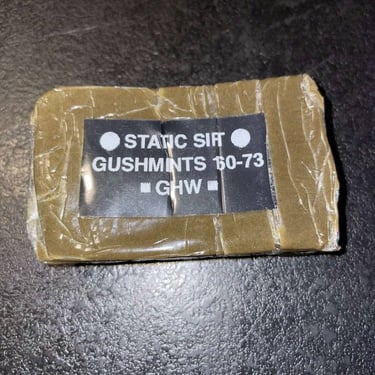 ● STATIC SIFT ●
GUSHMINTS 60-73
■ GHW ■